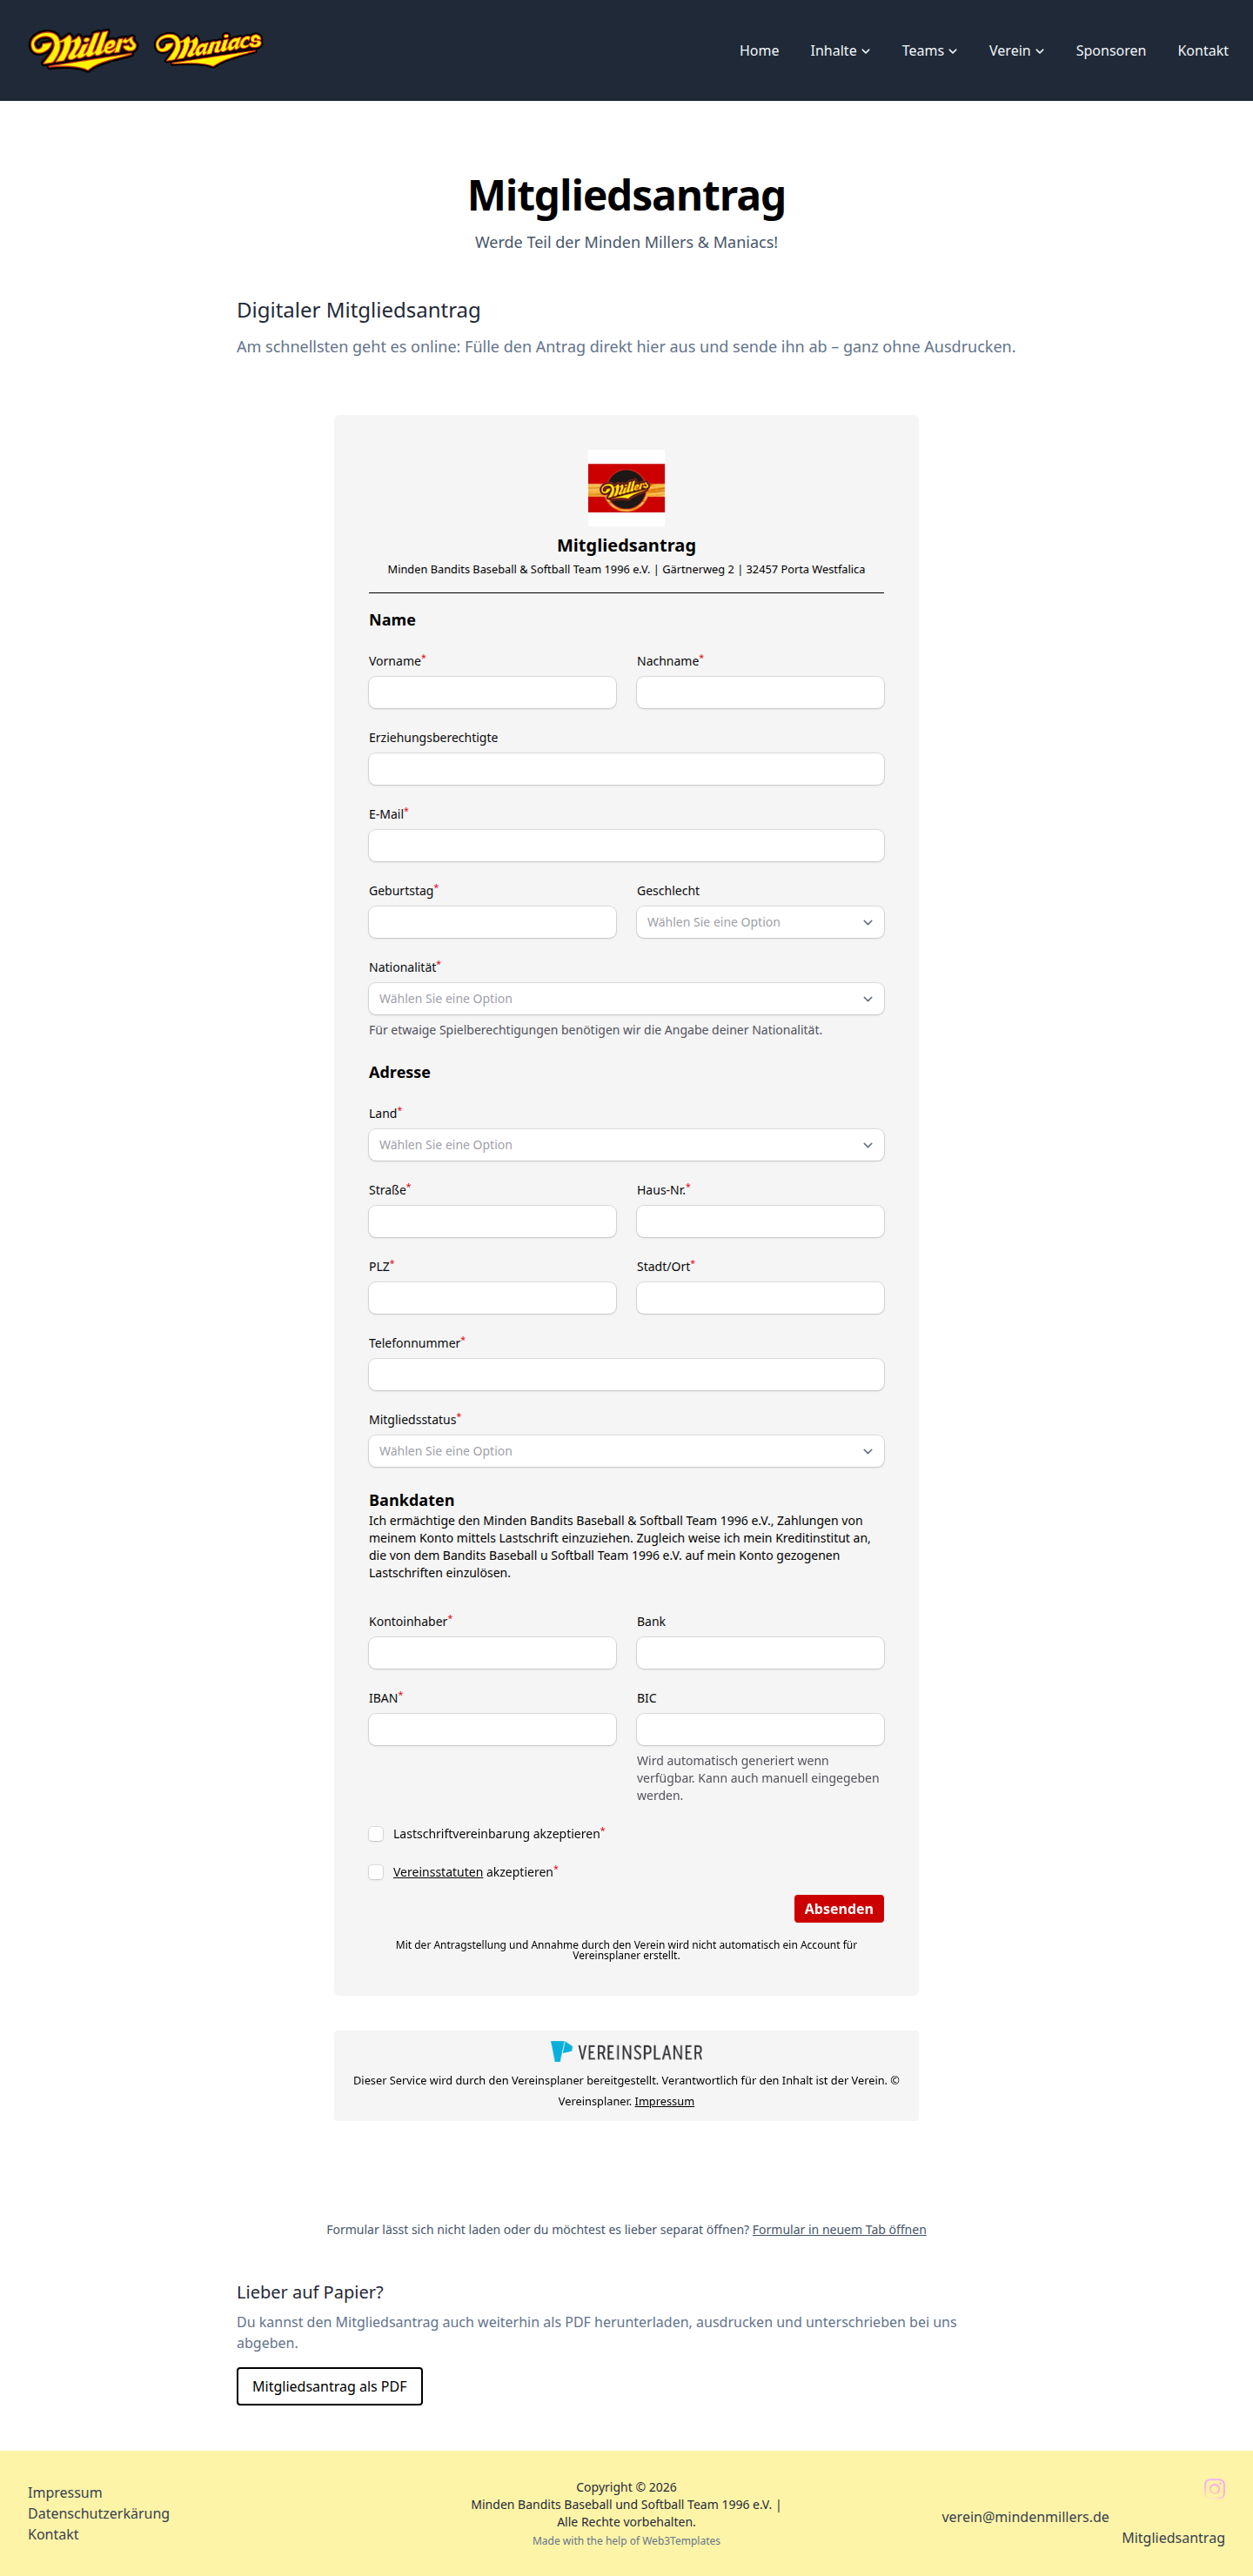 Millers Maniacs Home Inhalte Teams Verein Sponsoren Kontakt
Mitgliedsantrag
Werde Teil der Minden Millers & Maniacs!
Digitaler Mitgliedsantrag
Am schnellsten geht es online: Fülle den Antrag direkt hier aus und sende ihn ab – ganz ohne Ausdrucken.
Millers
Mitgliedsantrag
Minden Bandits Baseball & Softball Team 1996 e.V. | Gärtnerweg 2 | 32457 Porta Westfalica
Name
Vorname* Nachname*
Erziehungsberechtigte
E-Mail*
Geburtstag* Geschlecht
Wählen Sie eine Option
Nationalität*
Wählen Sie eine Option
Für etwaige Spielberechtigungen benötigen wir die Angabe deiner Nationalität.
Adresse
Land*
Wählen Sie eine Option
Straße* Haus-Nr.*
PLZ* Stadt/Ort*
Telefonnummer*
Mitgliedsstatus*
Wählen Sie eine Option
Bankdaten
Ich ermächtige den Minden Bandits Baseball & Softball Team 1996 e.V., Zahlungen von
meinem Konto mittels Lastschrift einzuziehen. Zugleich weise ich mein Kreditinstitut an,
die von dem Bandits Baseball u Softball Team 1996 e.V. auf mein Konto gezogenen
Lastschriften einzulösen.
Kontoinhaber* Bank
IBAN* BIC
Wird automatisch generiert wenn
verfügbar. Kann auch manuell eingegeben
werden.
Lastschriftvereinbarung akzeptieren*
Vereinsstatuten akzeptieren*
Absenden
Mit der Antragstellung und Annahme durch den Verein wird nicht automatisch ein Account für
Vereinsplaner erstellt.
VEREINSPLANER
Dieser Service wird durch den Vereinsplaner bereitgestellt. Verantwortlich für den Inhalt ist der Verein. ©
Vereinsplaner. Impressum
Formular lässt sich nicht laden oder du möchtest es lieber separat öffnen? Formular in neuem Tab öffnen
Lieber auf Papier?
Du kannst den Mitgliedsantrag auch weiterhin als PDF herunterladen, ausdrucken und unterschrieben bei uns
abgeben.
Mitgliedsantrag als PDF
Impressum
Datenschutzerkärung
Kontakt
Copyright © 2026
Minden Bandits Baseball und Softball Team 1996 e.V. |
Alle Rechte vorbehalten.
Made with the help of Web3Templates
verein@mindenmillers.de
Mitgliedsantrag